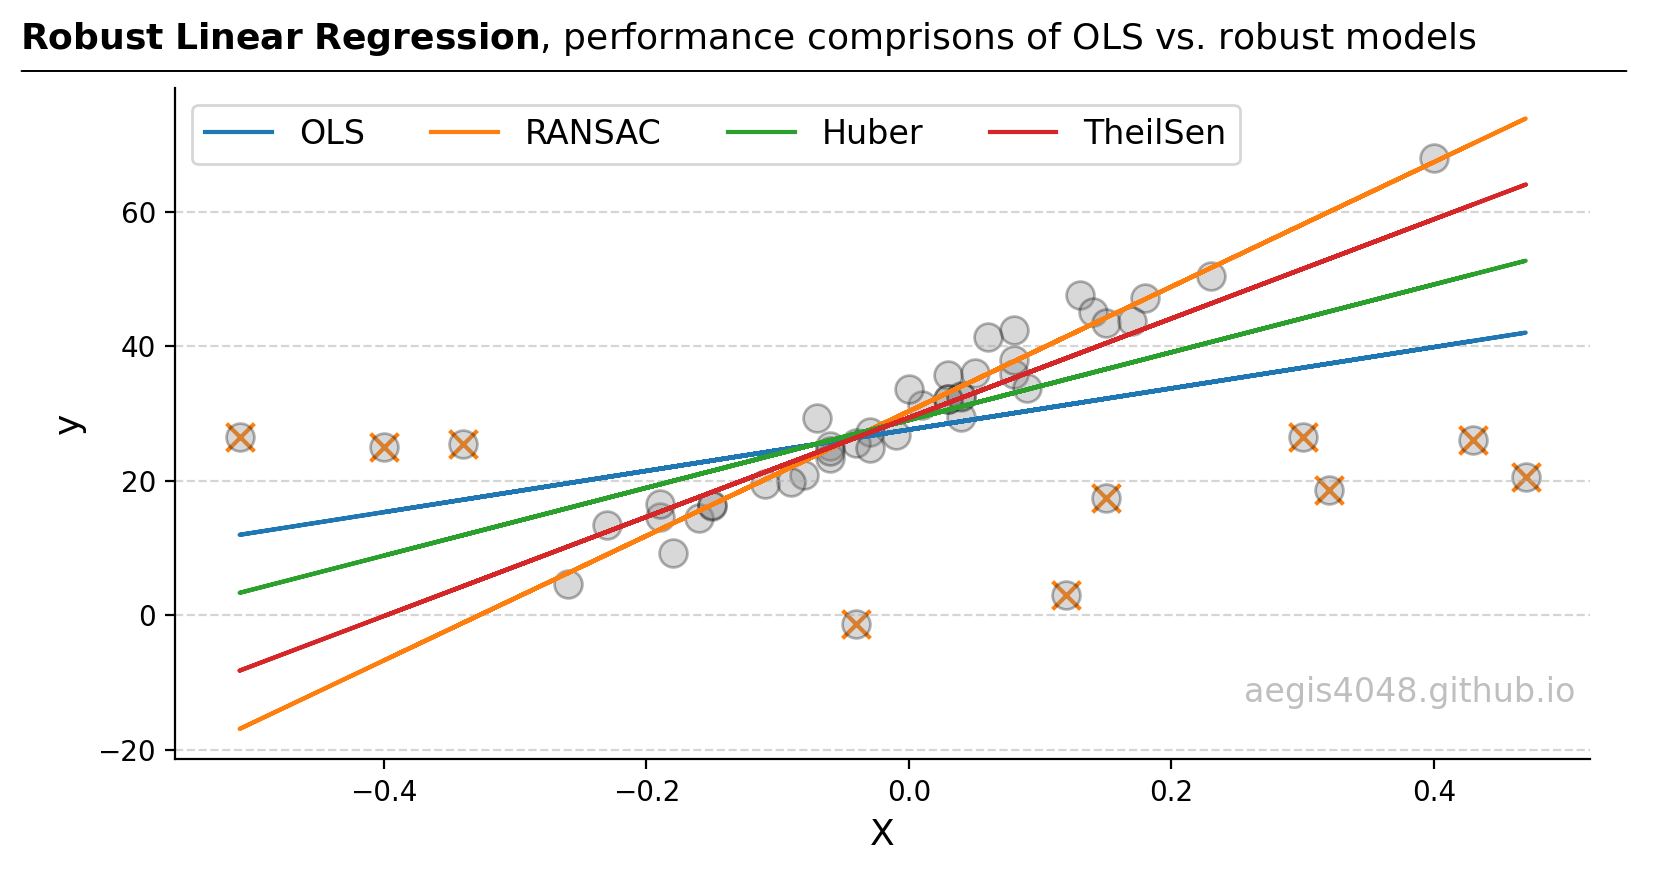 Robust Linear Regression, performance comprisons of OLS vs. robust models
OLS RANSAC Huber TheilSen
60
40
20
0
−20
y
−0.4 −0.2 0.0 0.2 0.4
X
aegis4048.github.io